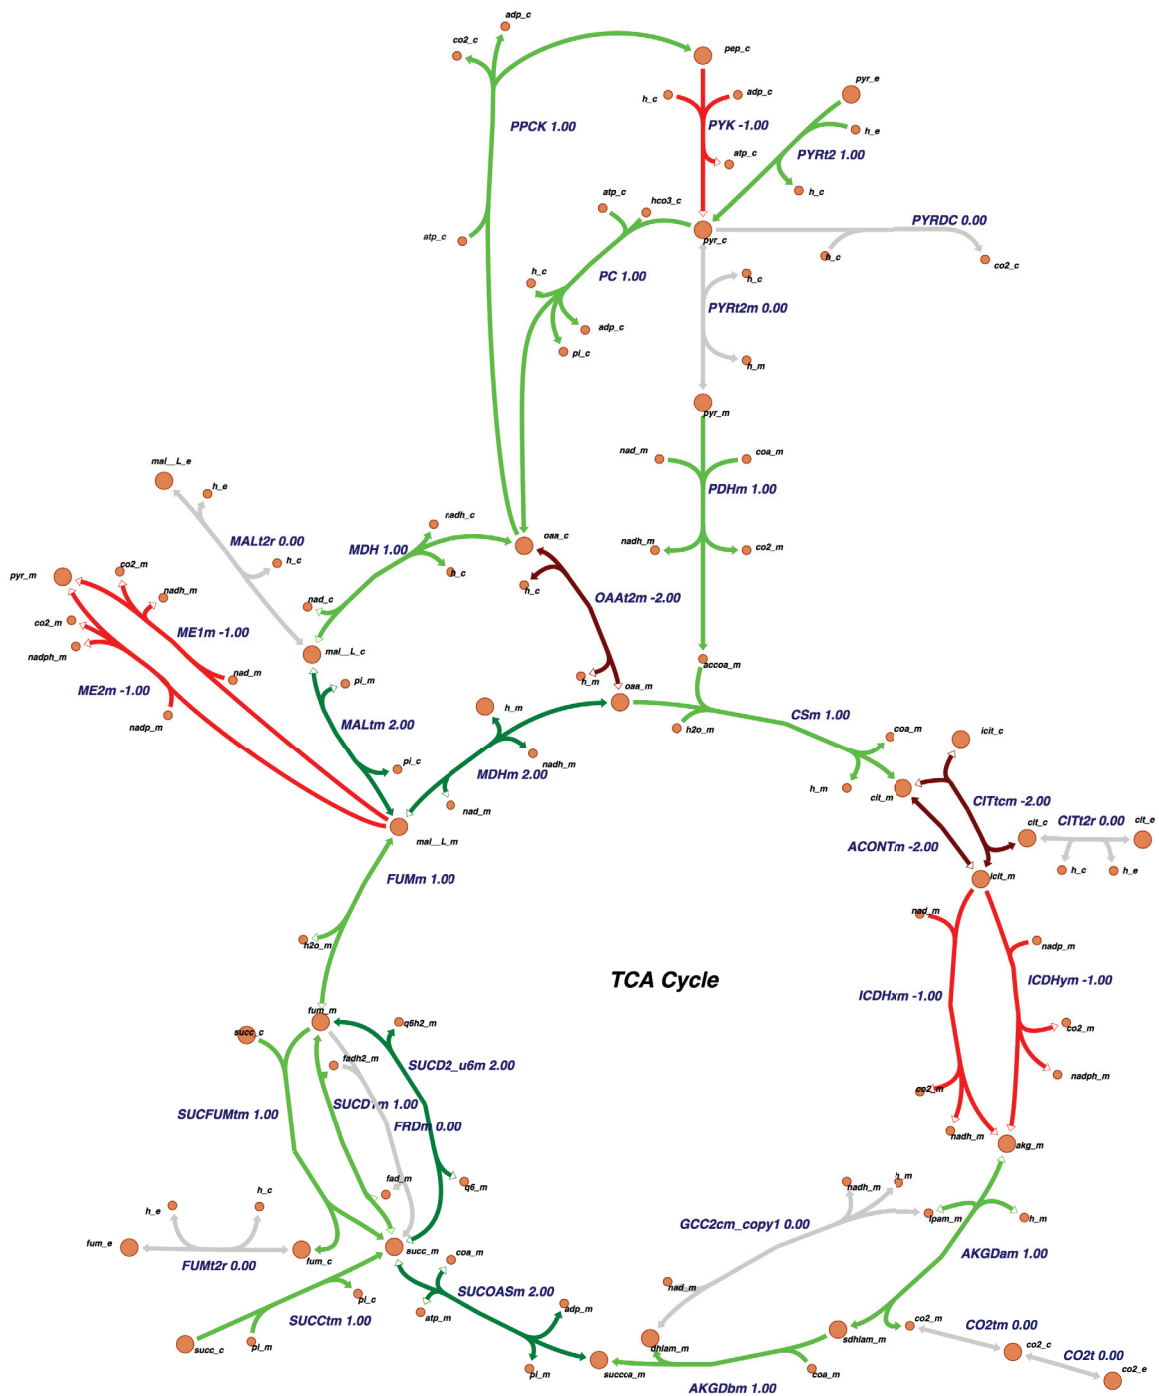 adp_c
co2_c
pep_c
pyr_e
h_c
adp_c
PPCK 1.00
PYK -1.00
h_e
atp_c
PYRt2 1.00
h_c
atp_c
hco3_c
PYRDC 0.00
atp_c
pyr_c
h_c
co2_c
h_c
PC 1.00
h_c
PYRt2m 0.00
adp_c
pi_c
h_m
pyr_m
nad_m
coa_m
mal__L_e
h_e
PDHm 1.00
nadh_c
MALt2r 0.00
MDH 1.00
oaa_c
nadh_m
co2_m
h_c
h_c
pyr_m
co2_m
nadh_m
h_c
nad_c
OAAt2m -2.00
co2_m
ME1m -1.00
nadph_m
mal__L_c
accoa_m
nad_m
pi_m
h_m
oaa_m
ME2m -1.00
h_m
nadp_m
MALtm 2.00
CSm 1.00
h2o_m
coa_m
icit_c
pi_c
nadh_m
MDHm 2.00
h_m
cit_m
CITtcm -2.00
nad_m
cit_c
CITt2r 0.00
cit_e
mal__L_m
ACONTm -2.00
h_c
h_e
FUMm 1.00
icit_m
nad_m
h2o_m
nadp_m
TCA Cycle
ICDHym -1.00
ICDHxm -1.00
fum_m
succ_c
q6h2_m
co2_m
fadh2_m
SUCD2_u6m 2.00
nadph_m
co2_m
SUCFUMtm 1.00
SUCD1m 1.00
FRDm 0.00
nadh_m
akg_m
fad_m
q6_m
nadh_m
h_m
h_e
h_c
lpam_m
h_m
GCC2cm_copy1 0.00
fum_e
fum_c
succ_m
coa_m
AKGDam 1.00
FUMt2r 0.00
nad_m
SUCOASm 2.00
pi_c
adp_m
atp_m
SUCCtm 1.00
co2_m
CO2tm 0.00
succ_c
pi_m
dhlam_m
sdhlam_m
co2_c
CO2t 0.00
pi_m
succca_m
coa_m
co2_e
AKGDbm 1.00